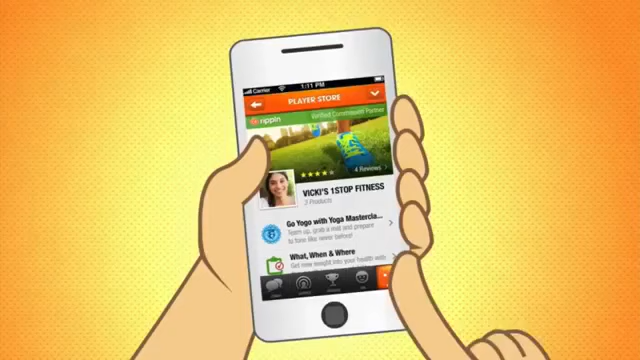 Carrier
1:11 PM
PLAYER STORE
rippln
Verified Commitment Partner
4 Reviews
VICKI'S 1STOP FITNESS
3 Products
Go Yogo with Yoga Mastercla...
Team up, grab a mat and prepare
to tone like never before!
What, When & Where
Get new insight into your health with